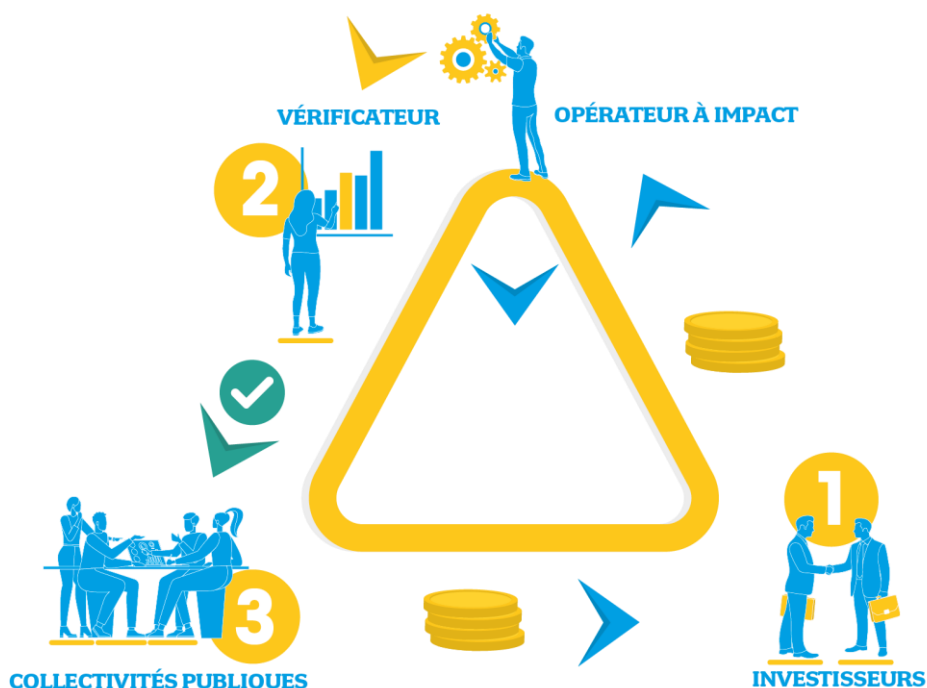 VÉRIFICATEUR
OPÉRATEUR À IMPACT
2
1
3
COLLECTIVITÉS PUBLIQUES
INVESTISSEURS